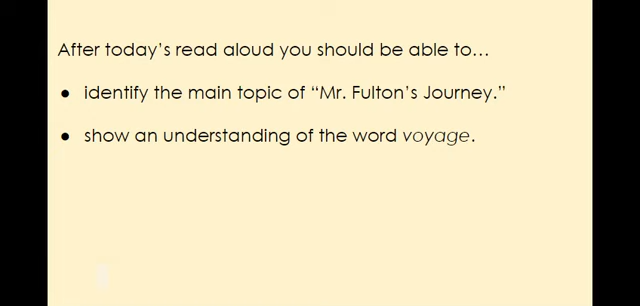 After today's read aloud you should be able to…
● identify the main topic of “Mr. Fulton's Journey.”
● show an understanding of the word voyage.